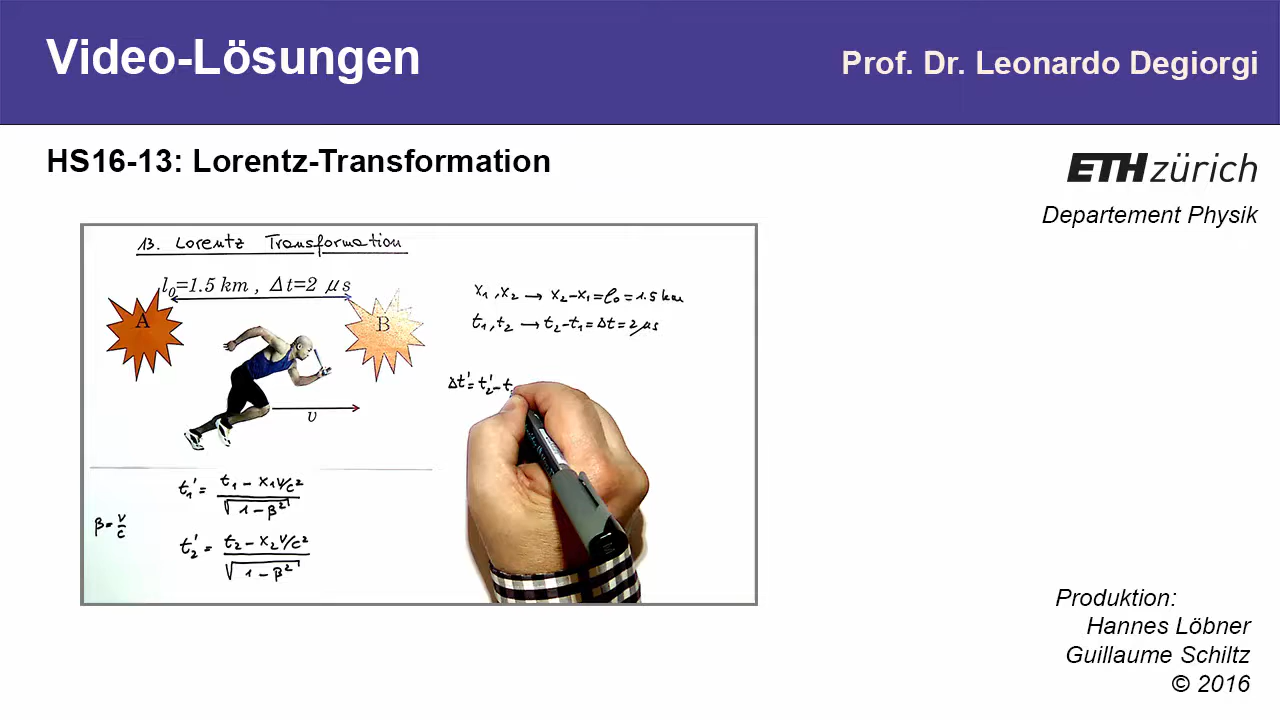 Video-Lösungen
Prof. Dr. Leonardo Degiorgi
HS16-13: Lorentz-Transformation
ETH zürich
Departement Physik
13. Lorentz Transformation
l₀=1.5 km , Δt=2 μs
A
B
v
x₁, x₂ → x₂-x₁=l₀=1.5 km
t₁, t₂ → t₂-t₁=Δt=2μs
Δt'=t₂'-t
β=v/c
t₁' = (t₁ - x₁v/c²)/√(1-β²)
t₂' = (t₂ - x₂v/c²)/√(1-β²)
Produktion:
Hannes Löbner
Guillaume Schiltz
© 2016